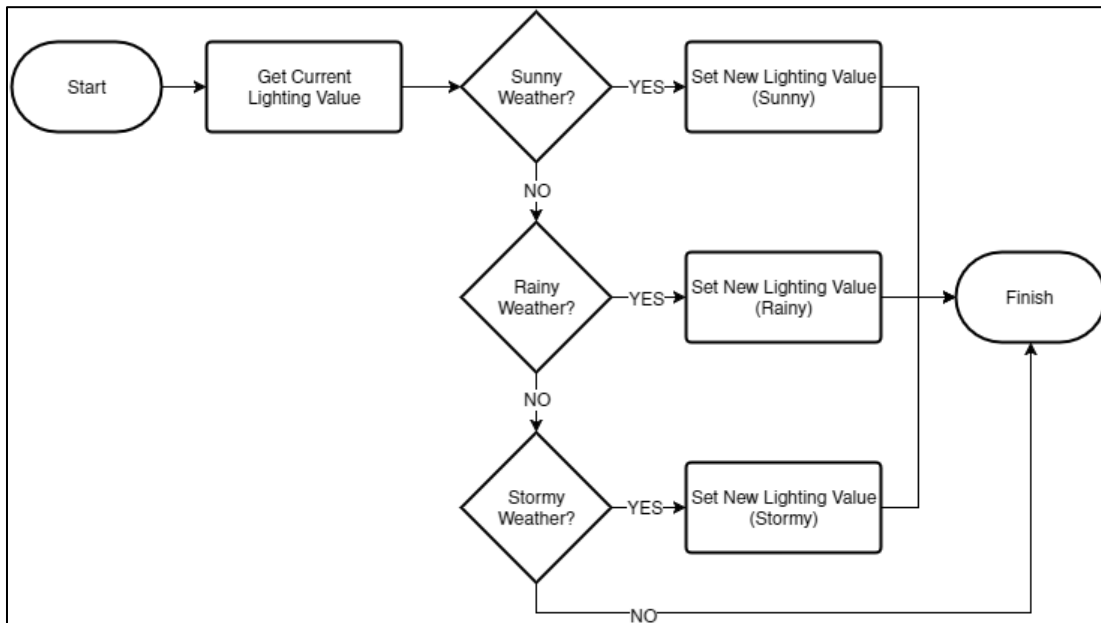 Start
Get Current
Lighting Value
Sunny
Weather?
YES
Set New Lighting Value
(Sunny)
NO
Rainy
Weather?
YES
Set New Lighting Value
(Rainy)
Finish
NO
Stormy
Weather?
YES
Set New Lighting Value
(Stormy)
NO